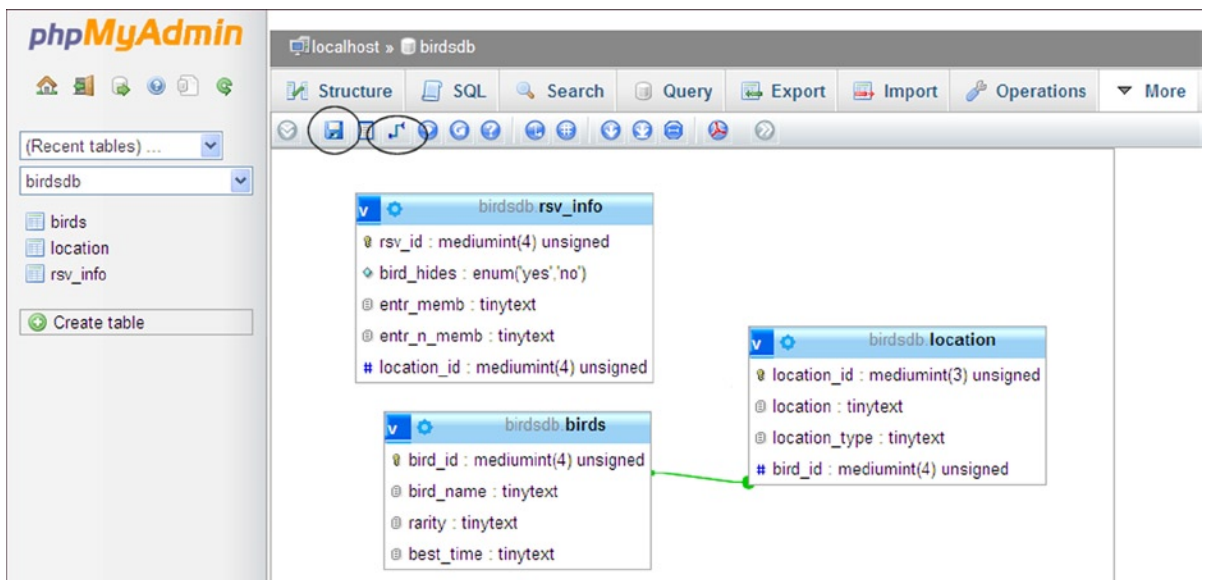 phpMyAdmin
(Recent tables) ...
birdsdb
birds
location
rsv_info
Create table
localhost » birdsdb
Structure SQL Search Query Export Import Operations More
v birdsdb.rsv_info
rsv_id : mediumint(4) unsigned
bird_hides : enum('yes','no')
entr_memb : tinytext
entr_n_memb : tinytext
# location_id : mediumint(4) unsigned
v birdsdb.birds
bird_id : mediumint(4) unsigned
bird_name : tinytext
rarity : tinytext
best_time : tinytext
v birdsdb.location
location_id : mediumint(3) unsigned
location : tinytext
location_type : tinytext
# bird_id : mediumint(4) unsigned